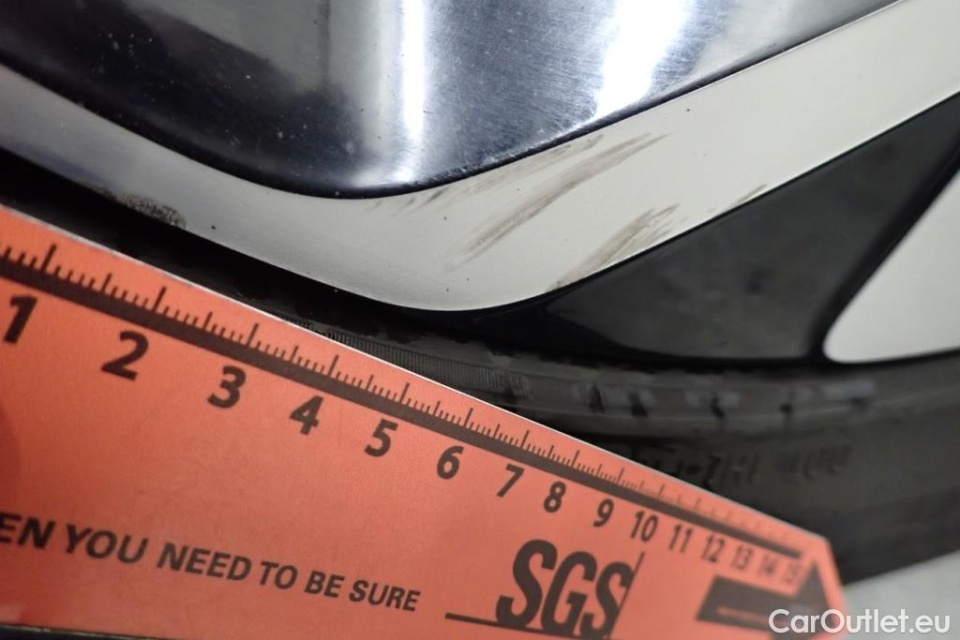 1 2 3 4 5 6 7 8 9 10 11 12 13 14 15
EN YOU NEED TO BE SURE
SGS
CarOutlet.eu